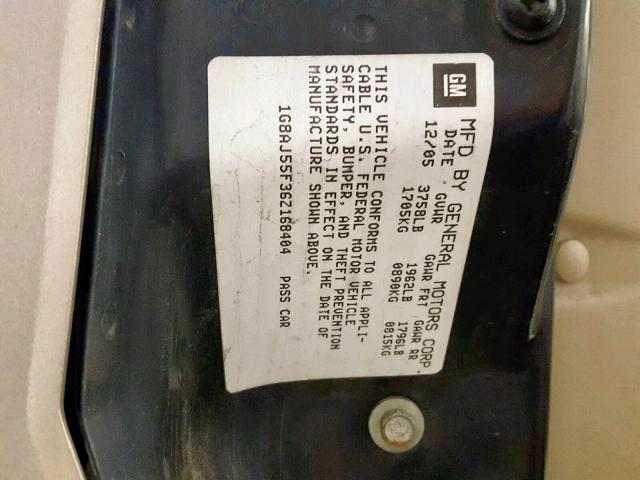 GM MFD BY GENERAL MOTORS CORP.
DATE GVWR GAWR FRT GAWR RR
12/05 3758LB 1962LB 1796LB
1705KG 0890KG 0815KG
THIS VEHICLE CONFORMS TO ALL APPLI-
CABLE U.S. FEDERAL MOTOR VEHICLE
SAFETY, BUMPER, AND THEFT PREVENTION
STANDARDS IN EFFECT ON THE DATE OF
MANUFACTURE SHOWN ABOVE.
1G8AJ55F36Z168404 PASS CAR